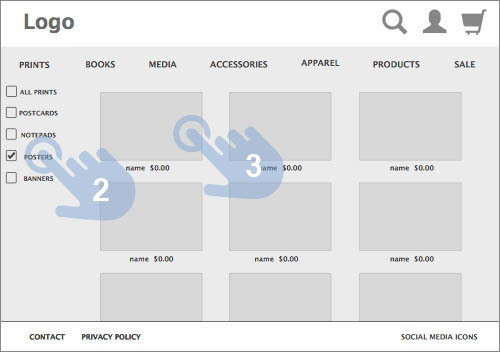 Logo
PRINTS BOOKS MEDIA ACCESSORIES APPAREL PRODUCTS SALE
ALL PRINTS
POSTCARDS
NOTEPADS
POSTERS
BANNERS
2
3
name $0.00 name $0.00 name $0.00
name $0.00 name $0.00 name $0.00
CONTACT PRIVACY POLICY SOCIAL MEDIA ICONS